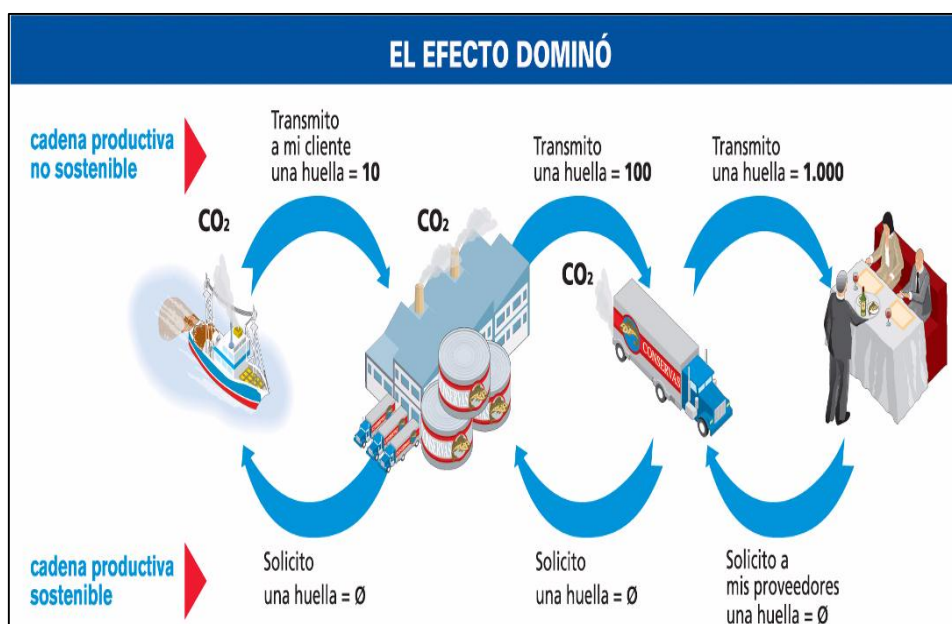 EL EFECTO DOMINÓ
cadena productiva
no sostenible
Transmito
a mi cliente
una huella = 10
Transmito
una huella = 100
Transmito
una huella = 1.000
CO₂
CO₂
CO₂
CONSERVAS
cadena productiva
sostenible
Solicito
una huella = Ø
Solicito
una huella = Ø
Solicito a
mis proveedores
una huella = Ø